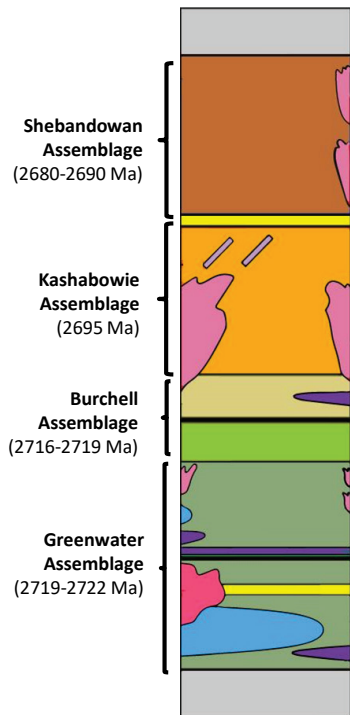 Shebandowan
Assemblage
(2680-2690 Ma)
Kashabowie
Assemblage
(2695 Ma)
Burchell
Assemblage
(2716-2719 Ma)
Greenwater
Assemblage
(2719-2722 Ma)